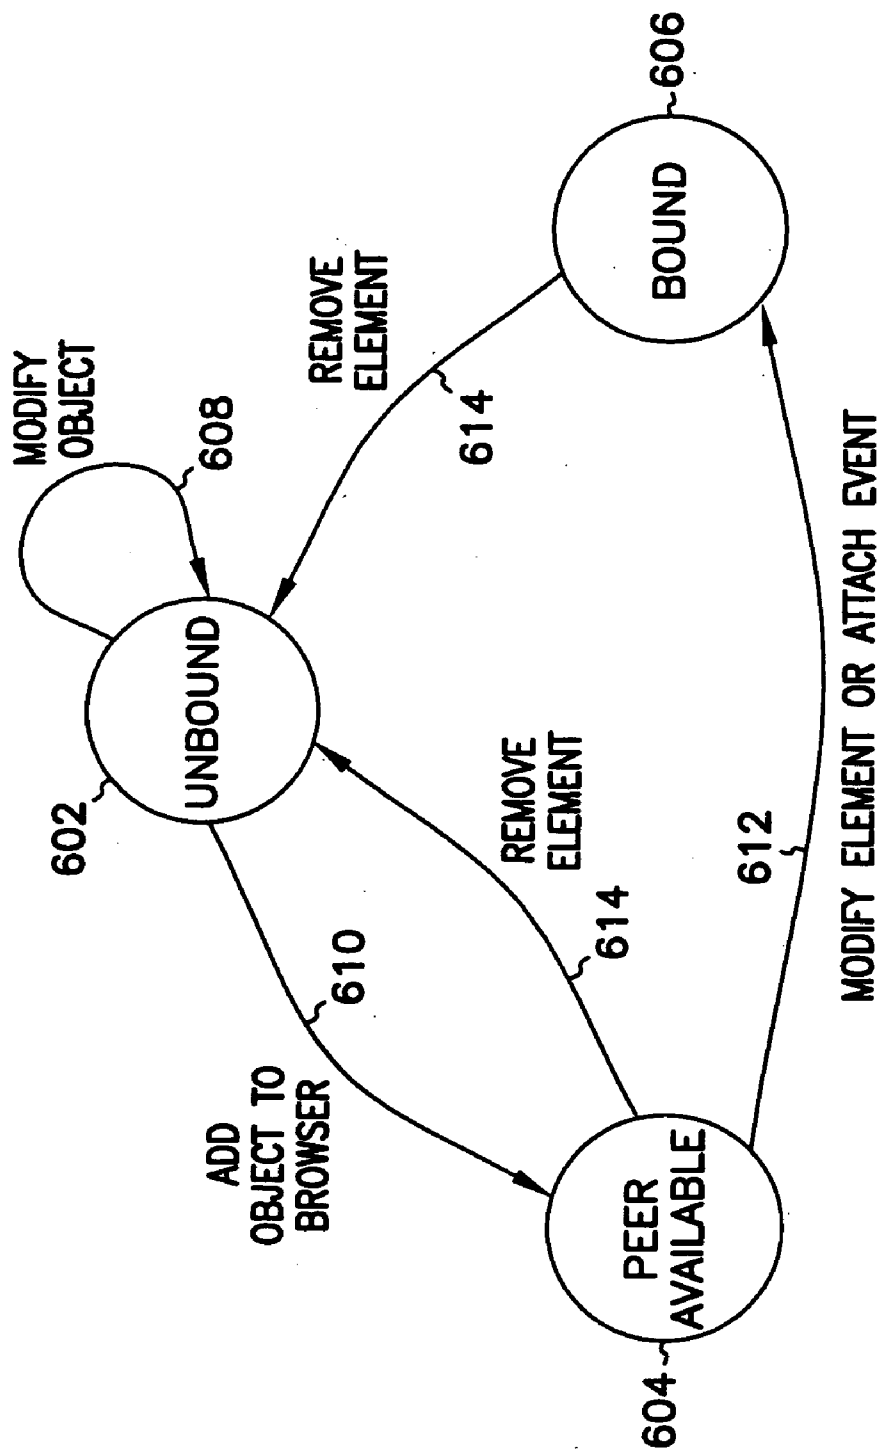 MODIFY
OBJECT
608
602
UNBOUND
REMOVE
ELEMENT
614
ADD
OBJECT TO
BROWSER
610
REMOVE
ELEMENT
614
604
PEER
AVAILABLE
BOUND
606
612
MODIFY ELEMENT OR ATTACH EVENT